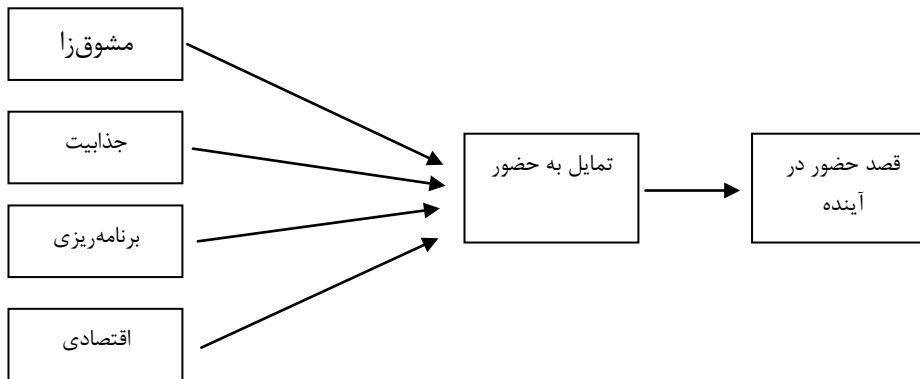 مشوق‌زا
جذابیت
برنامه‌ریزی
اقتصادی
تمایل به حضور
قصد حضور در
آینده